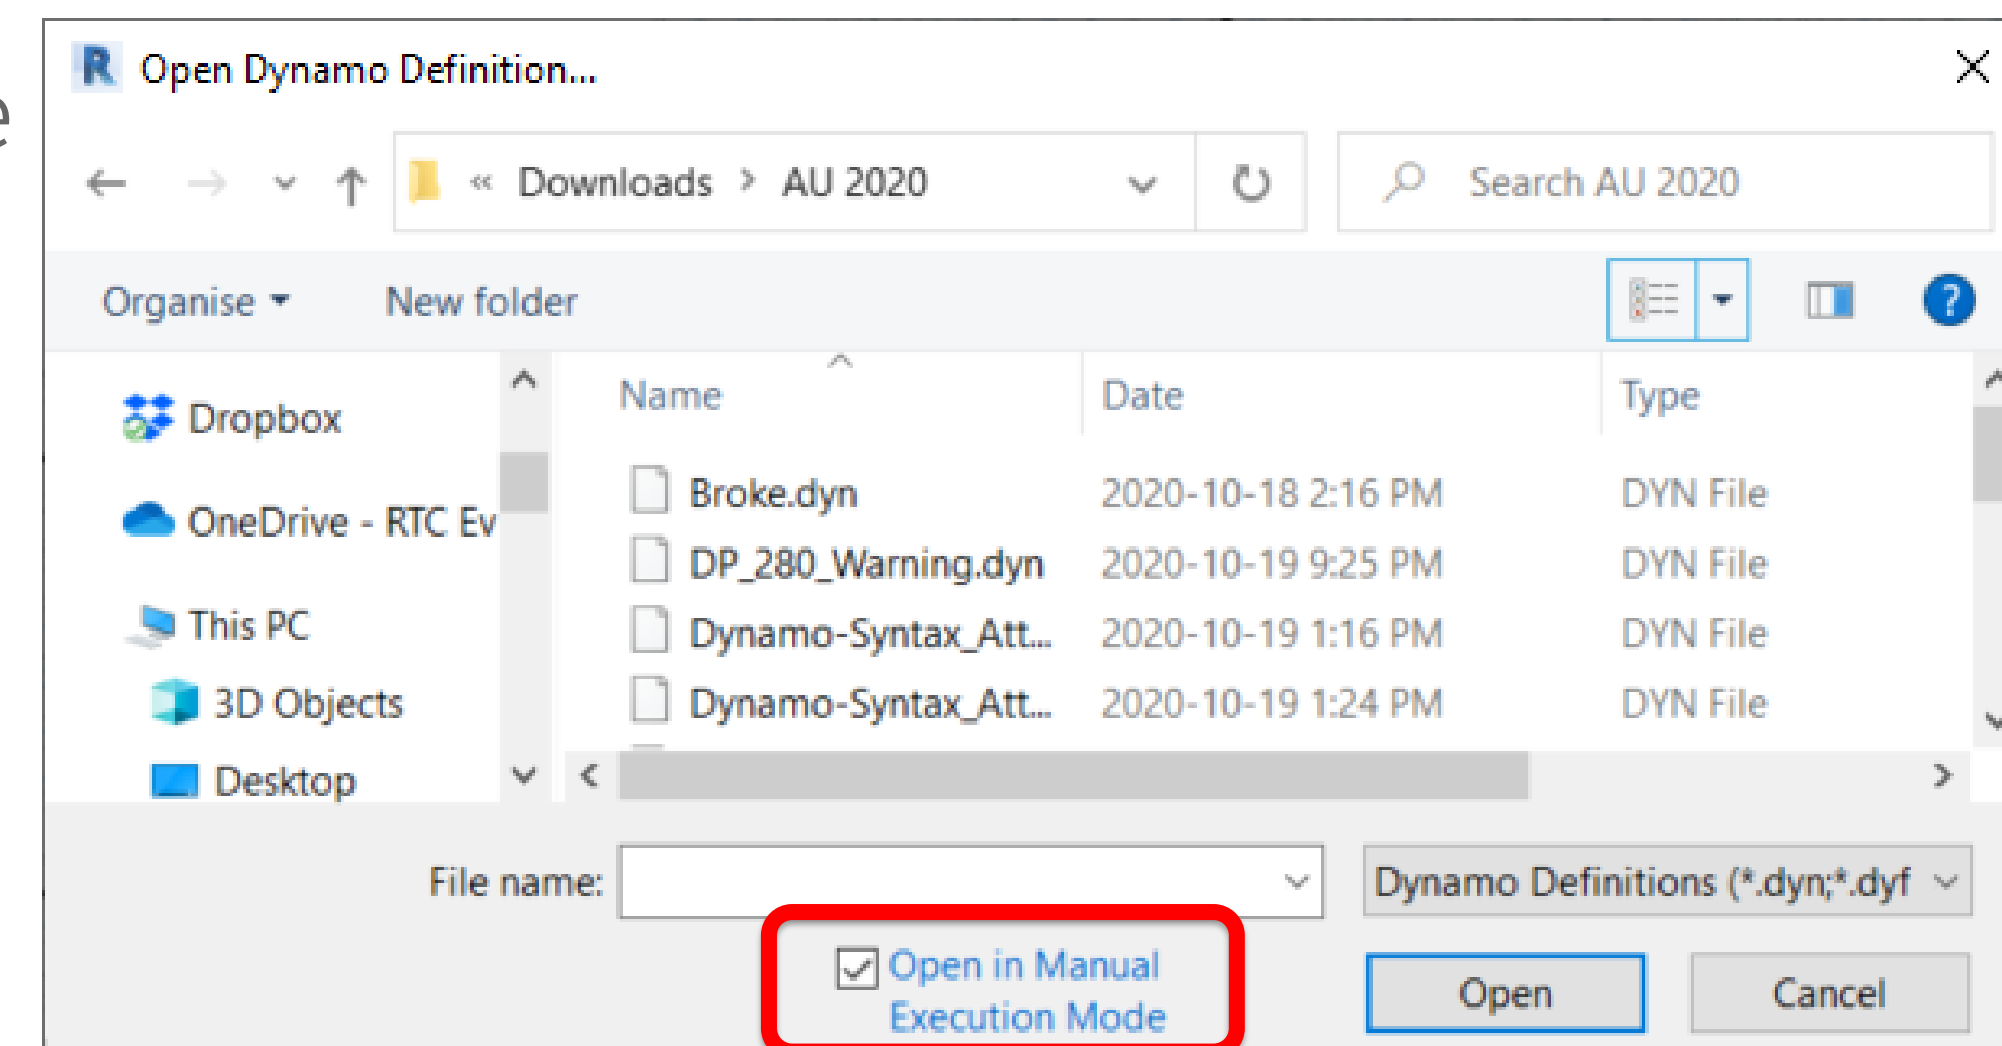 Open Dynamo Definition...
e
« Downloads > AU 2020
Search AU 2020
Organise
New folder
Name Date Type
Dropbox
OneDrive - RTC Ev
This PC
3D Objects
Desktop
Broke.dyn 2020-10-18 2:16 PM DYN File
DP_280_Warning.dyn 2020-10-19 9:25 PM DYN File
Dynamo-Syntax_Att... 2020-10-19 1:16 PM DYN File
Dynamo-Syntax_Att... 2020-10-19 1:24 PM DYN File
File name:
Dynamo Definitions (*.dyn;*.dyf
Open in Manual
Execution Mode
Open
Cancel